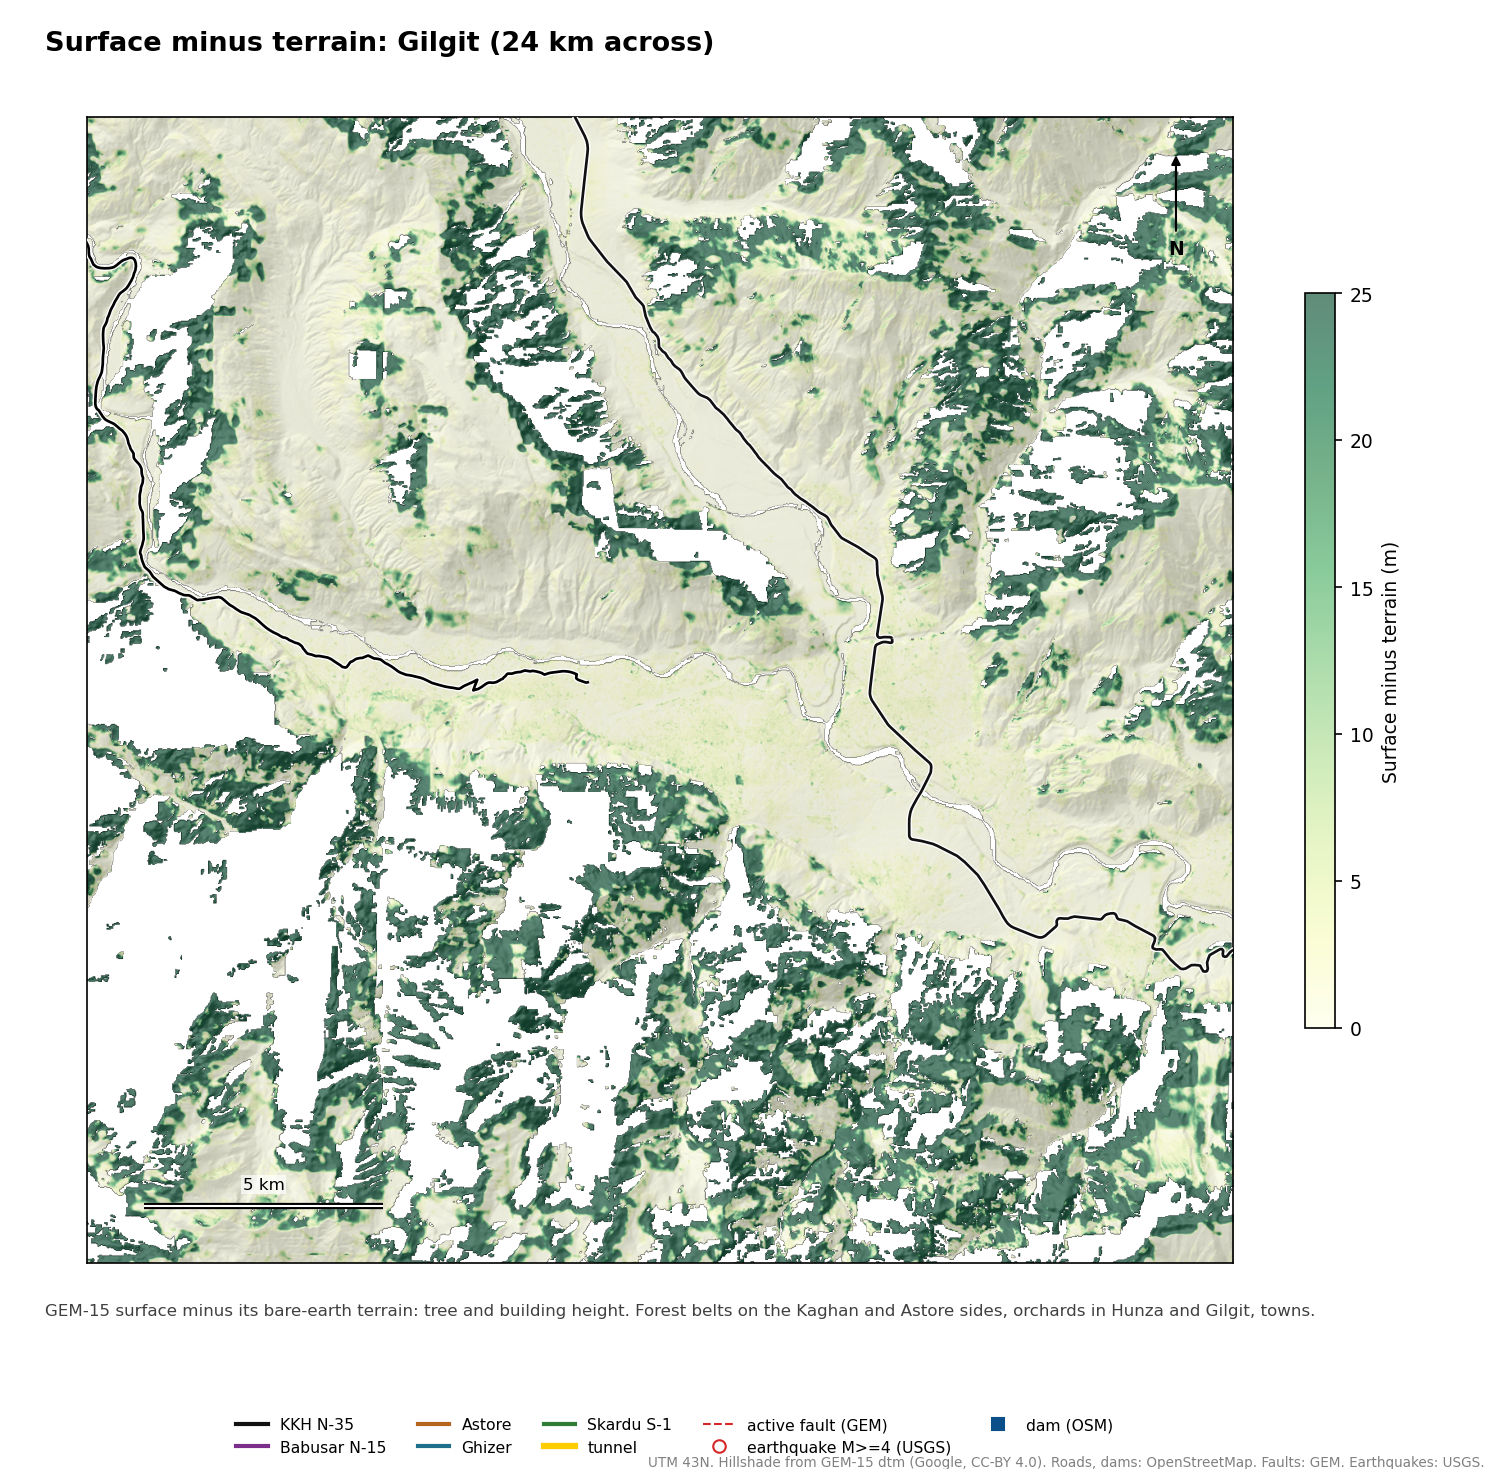 Surface minus terrain: Gilgit (24 km across)
N
25
20
15
10
5
0
Surface minus terrain (m)
5 km
GEM-15 surface minus its bare-earth terrain: tree and building height. Forest belts on the Kaghan and Astore sides, orchards in Hunza and Gilgit, towns.
KKH N-35
Babusar N-15
Astore
Ghizer
Skardu S-1
tunnel
active fault (GEM)
earthquake M>=4 (USGS)
dam (OSM)
UTM 43N. Hillshade from GEM-15 dtm (Google, CC-BY 4.0). Roads, dams: OpenStreetMap. Faults: GEM. Earthquakes: USGS.